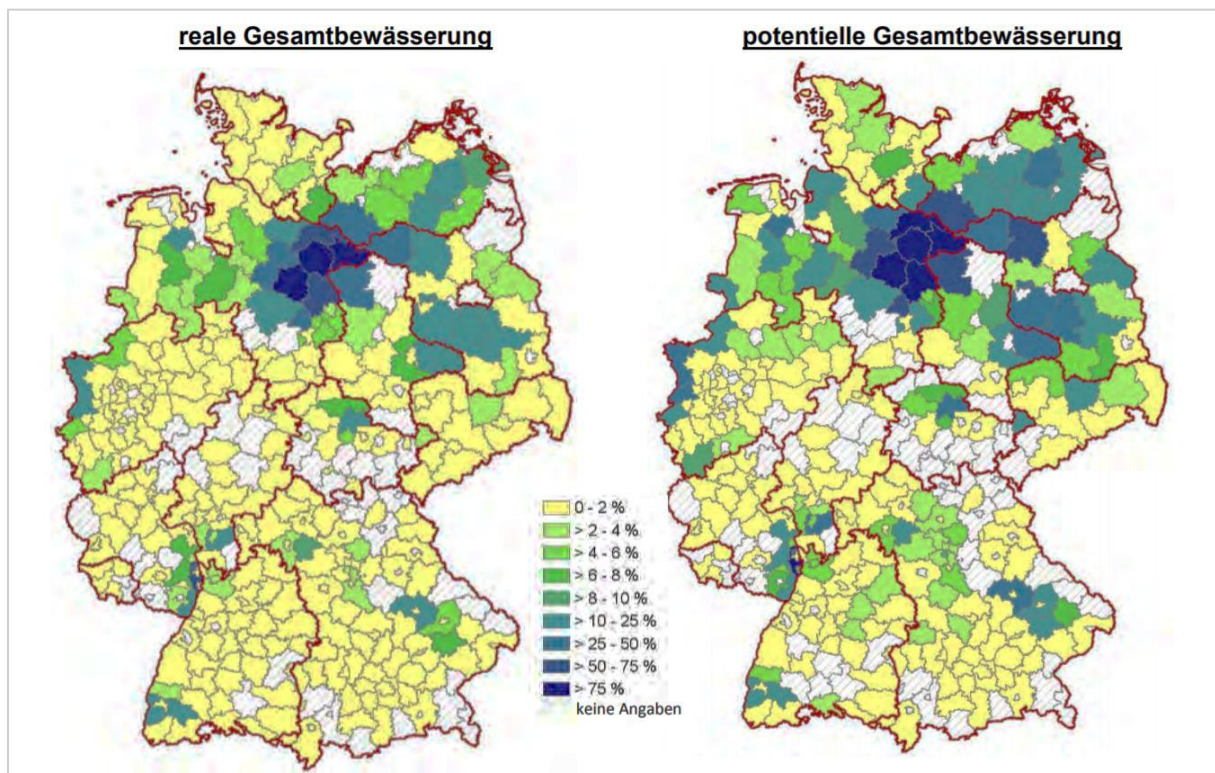 reale Gesamtbewässerung
potentielle Gesamtbewässerung
0 - 2 %
> 2 - 4 %
> 4 - 6 %
> 6 - 8 %
> 8 - 10 %
> 10 - 25 %
> 25 - 50 %
> 50 - 75 %
> 75 %
keine Angaben